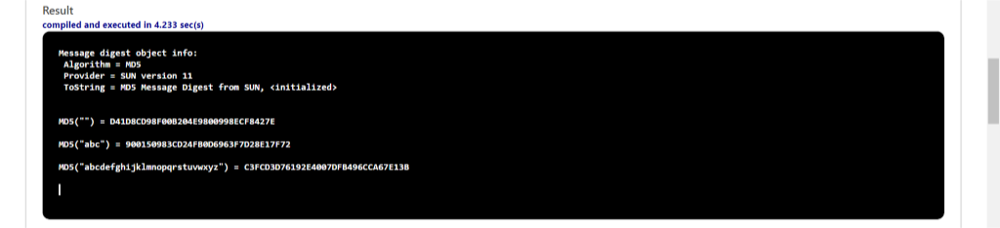 Result
compiled and executed in 4.233 sec(s)
Message digest object info:
Algorithm = MD5
Provider = SUN version 11
ToString = MD5 Message Digest from SUN, <initialized>
MD5("") = D41D8CD98F00B204E9800998ECF8427E
MD5("abc") = 900150983CD24FB0D6963F7D28E17F72
MD5("abcdefghijklmnopqrstuvwxyz") = C3FCD3D76192E4007DFB496CCA67E13B